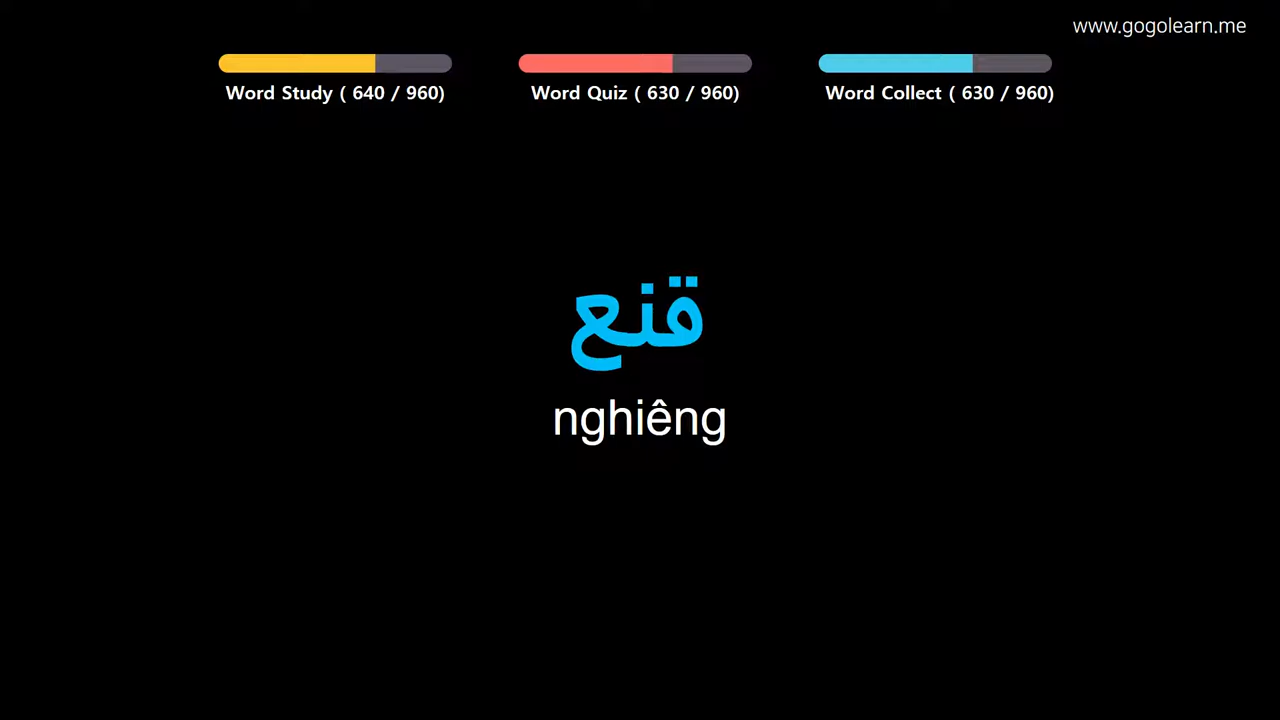 www.gogolearn.me
Word Study ( 640 / 960)
Word Quiz ( 630 / 960)
Word Collect ( 630 / 960)
قنع
nghiêng